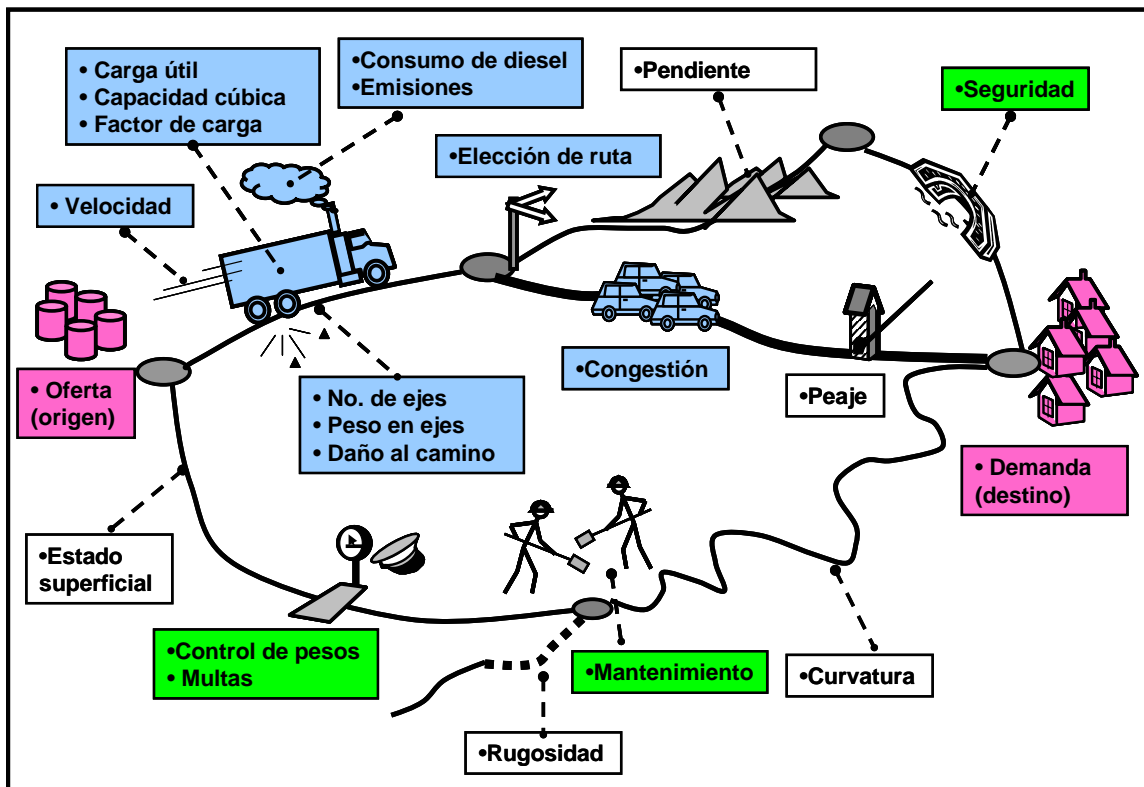 • Carga útil
• Capacidad cúbica
• Factor de carga
•Consumo de diesel
•Emisiones
•Pendiente
•Seguridad
•Elección de ruta
• Velocidad
• Oferta
(origen)
• No. de ejes
• Peso en ejes
• Daño al camino
•Congestión
•Peaje
• Demanda
(destino)
•Estado
superficial
•Control de pesos
• Multas
•Mantenimiento
•Curvatura
•Rugosidad